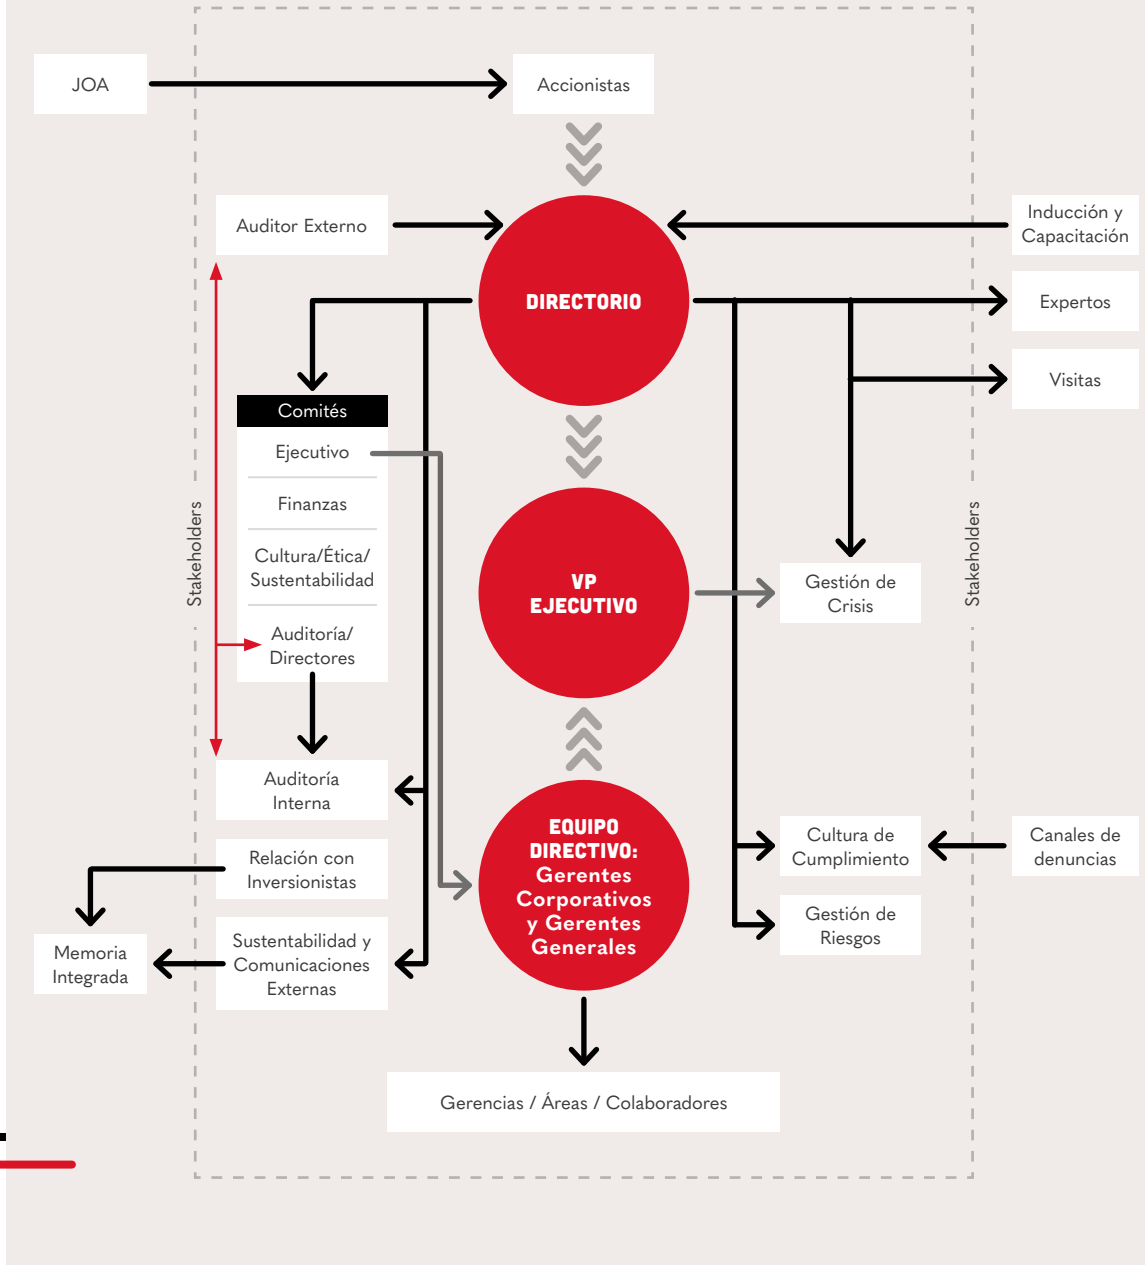 JOA
Accionistas
Auditor Externo
Inducción y
Capacitación
DIRECTORIO
Expertos
Visitas
Comités
Ejecutivo
Finanzas
Cultura/Ética/
Sustentabilidad
Auditoría/
Directores
Stakeholders
VP
EJECUTIVO
Gestión de
Crisis
Stakeholders
Auditoría
Interna
Relación con
Inversionistas
Sustentabilidad y
Comunicaciones
Externas
Memoria
Integrada
EQUIPO
DIRECTIVO:
Gerentes
Corporativos
y Gerentes
Generales
Cultura de
Cumplimiento
Canales de
denuncias
Gestión de
Riesgos
Gerencias / Áreas / Colaboradores